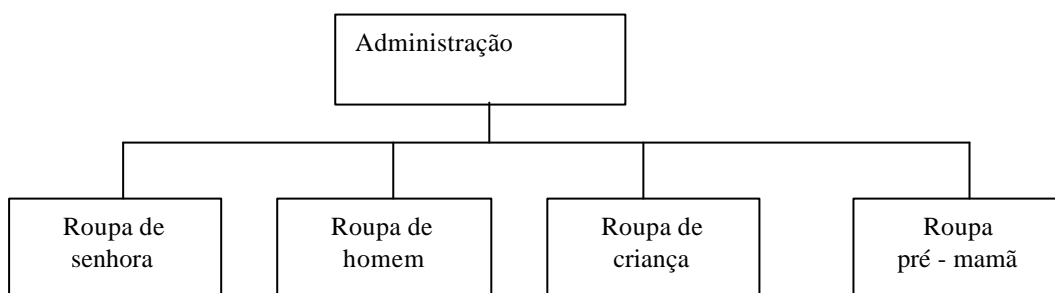 Administração
Roupa de
senhora
Roupa de
homem
Roupa de
criança
Roupa
pré - mamã